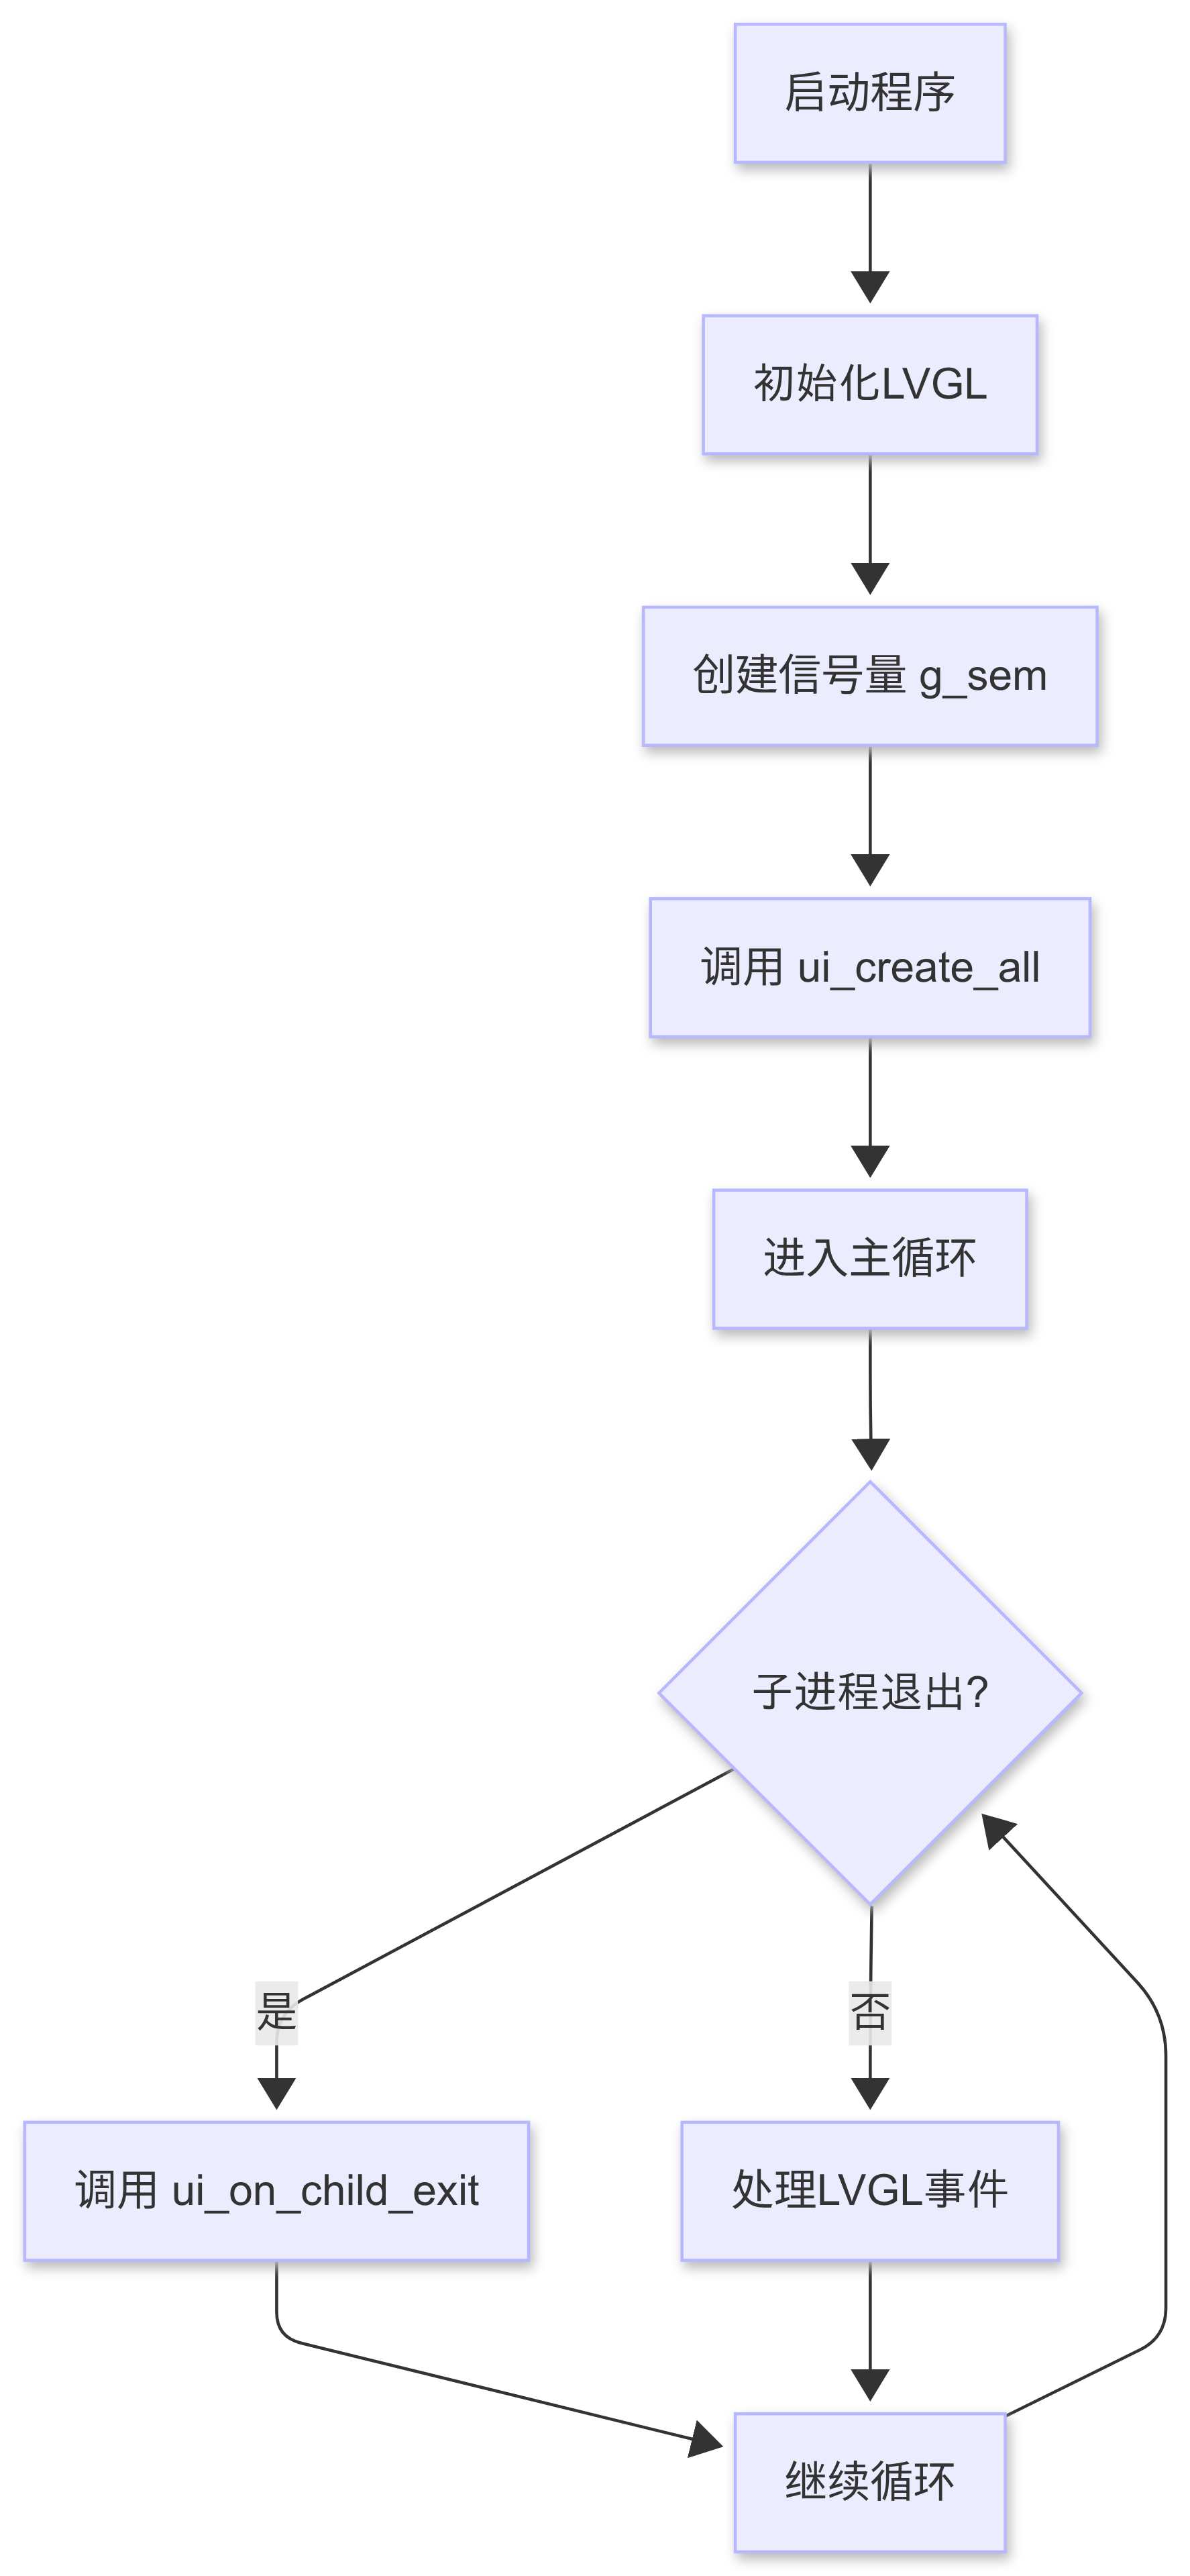 启动程序
初始化LVGL
创建信号量 g_sem
调用 ui_create_all
进入主循环
子进程退出?
是
否
调用 ui_on_child_exit
处理LVGL事件
继续循环